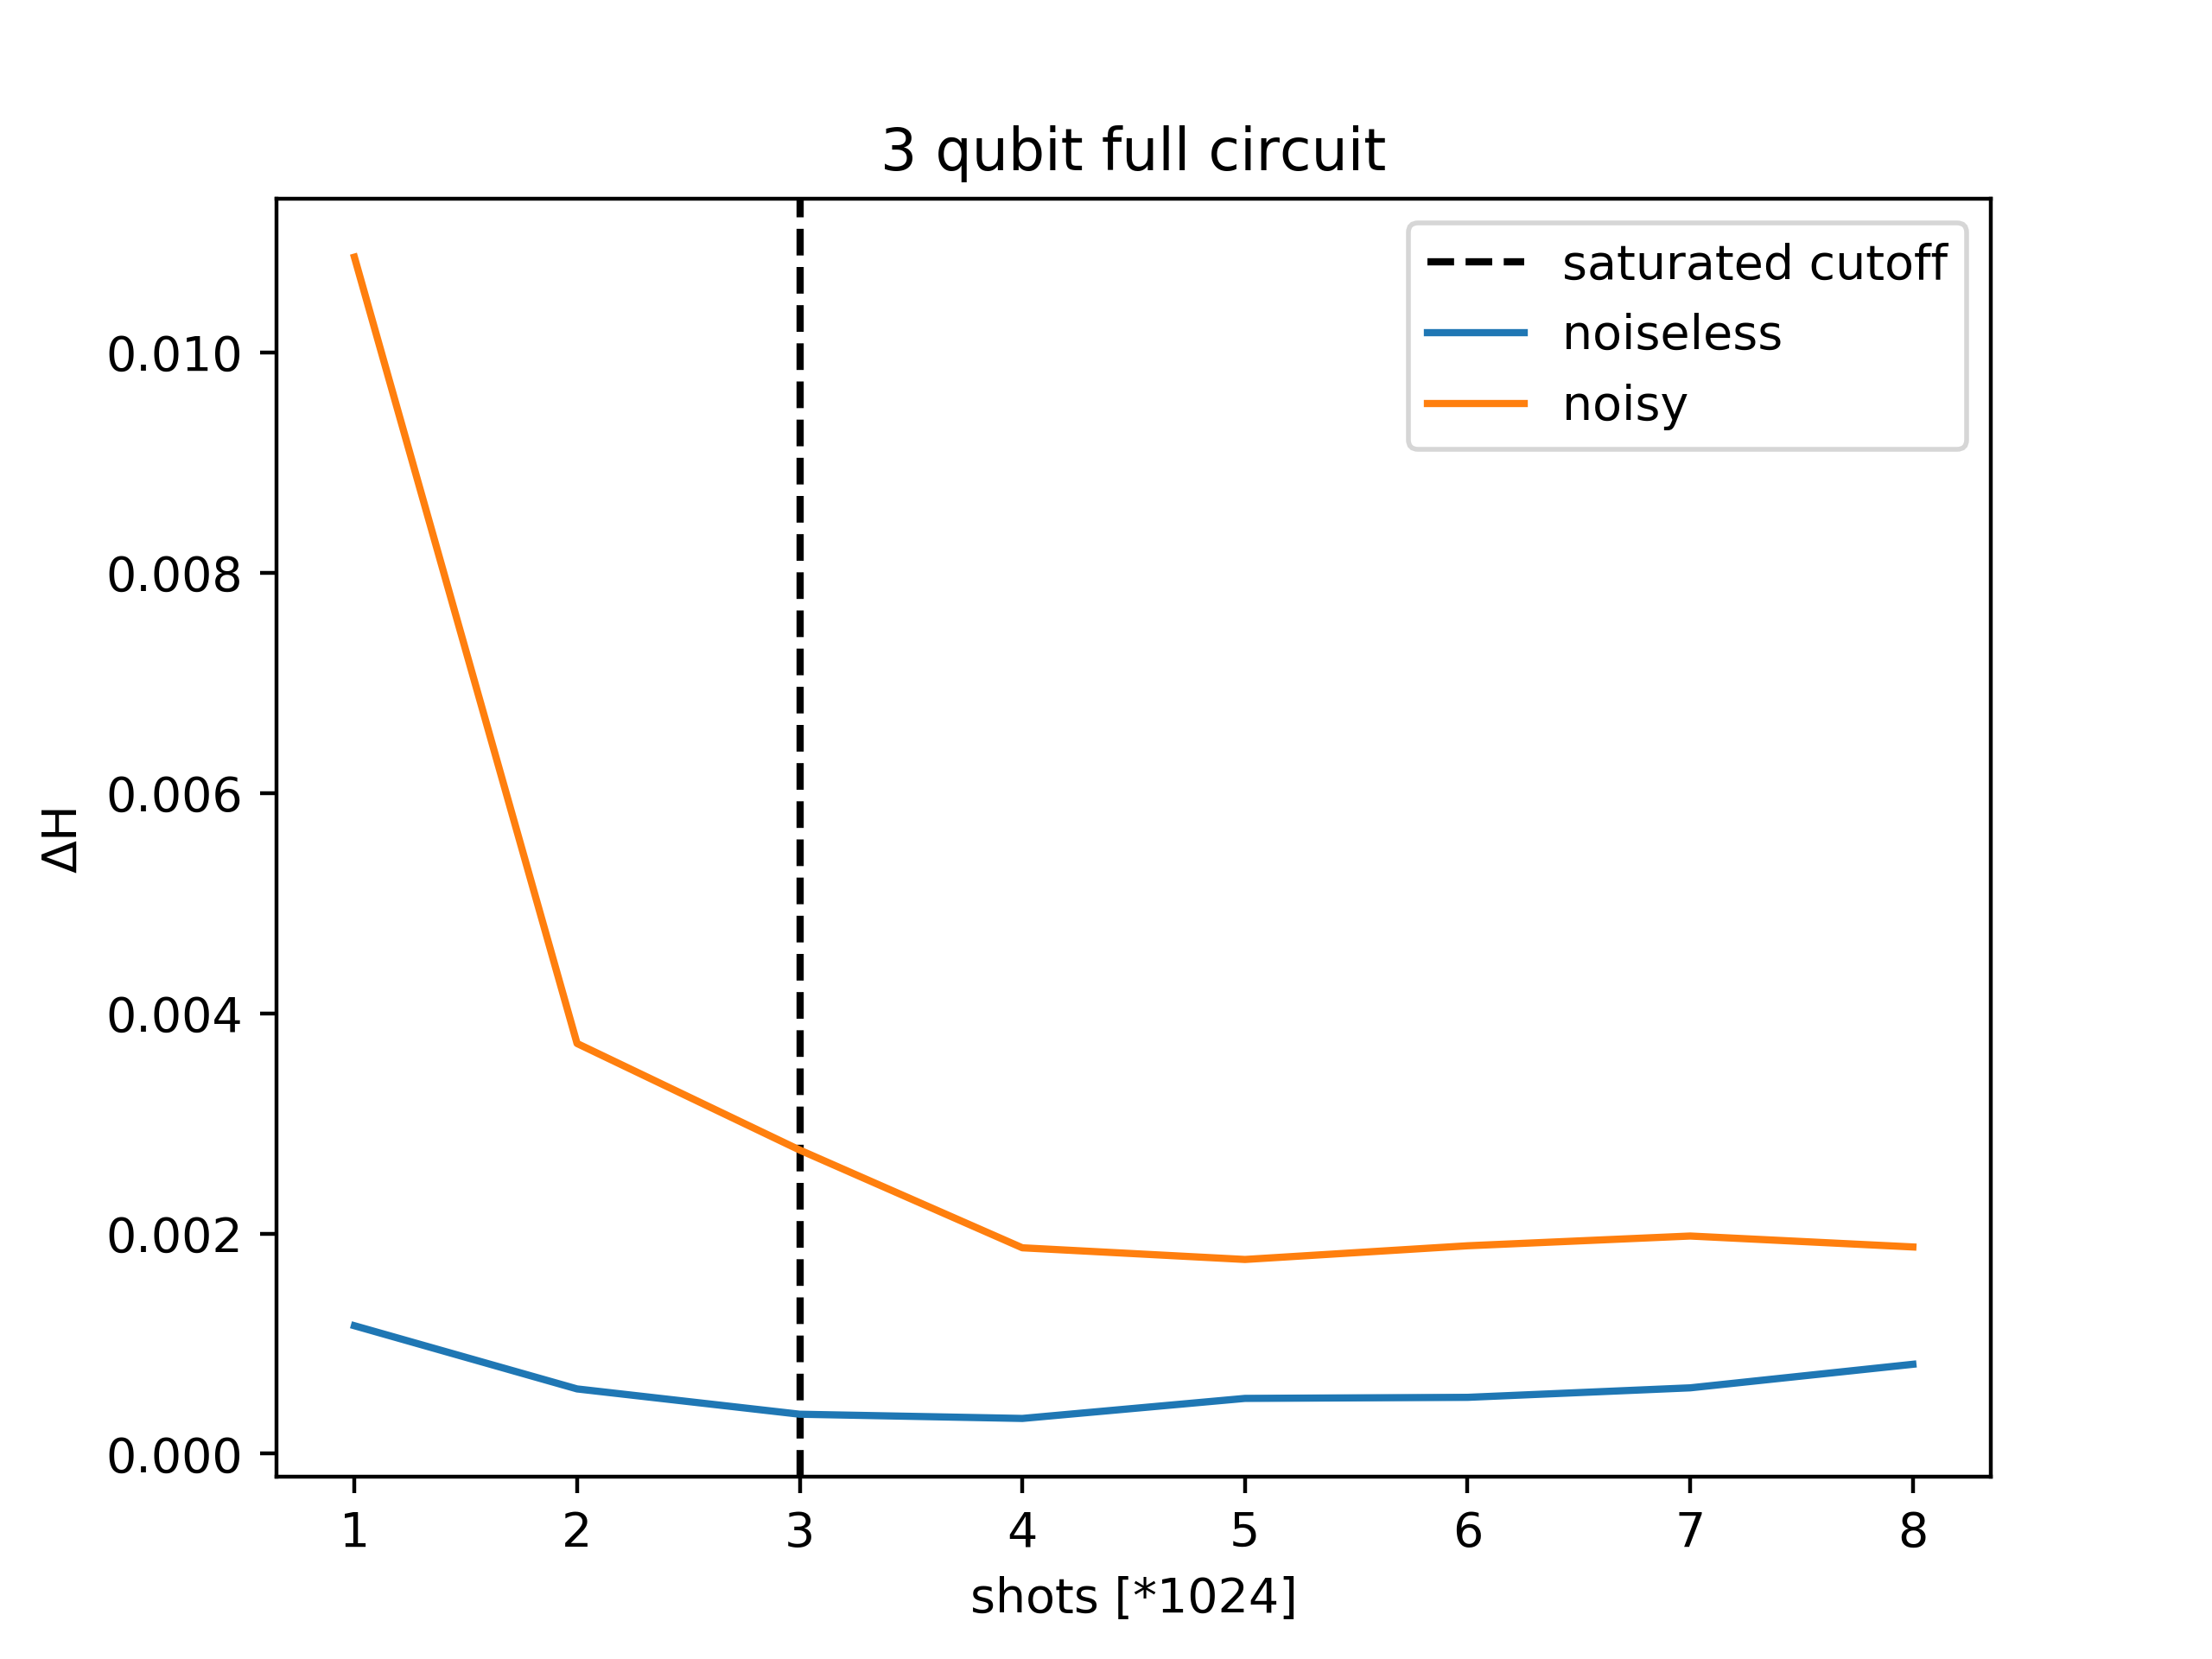 3 qubit full circuit
saturated cutoff
noiseless
noisy
0.010
0.008
0.006
0.004
0.002
0.000
ΔH
1 2 3 4 5 6 7 8
shots [*1024]